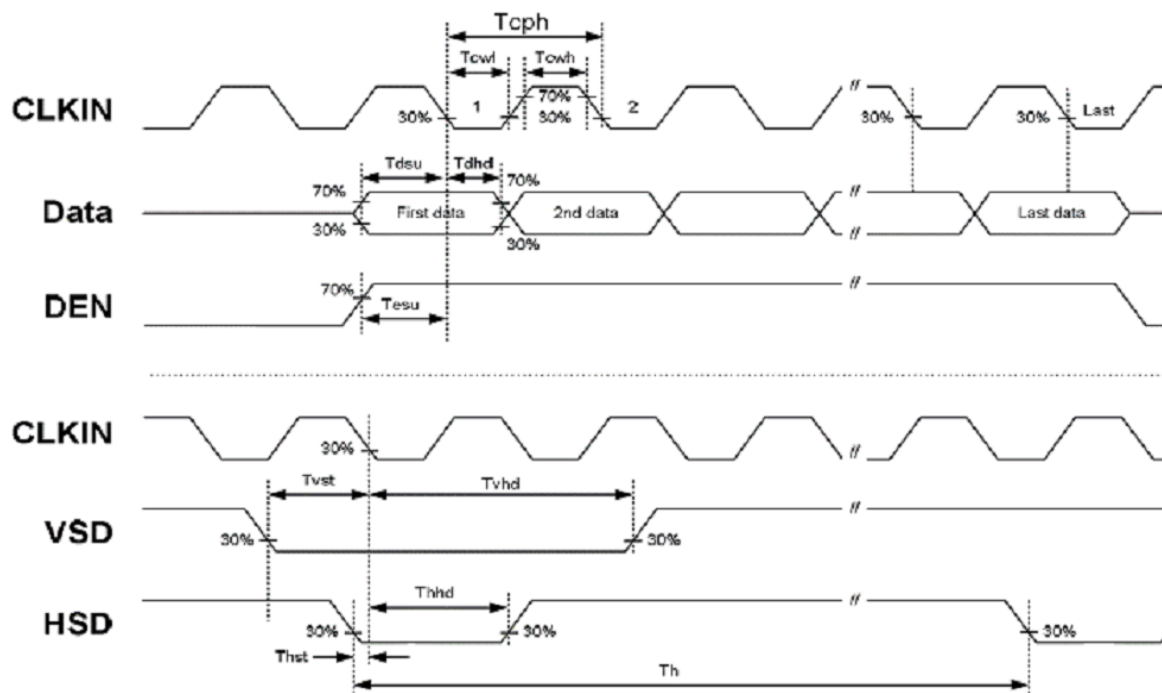 Tcph
Tcwl Tcwh
CLKIN 30% 1 70% 30% 2 // 30% 30% Last
Tdsu Tdhd
70% 70%
Data First data 2nd data // Last data
30% 30%
DEN 70% Tesu //
CLKIN 30% //
Tvst Tvhd
VSD 30% 30% //
Thhd
HSD 30% 30% // 30%
Thst
Th